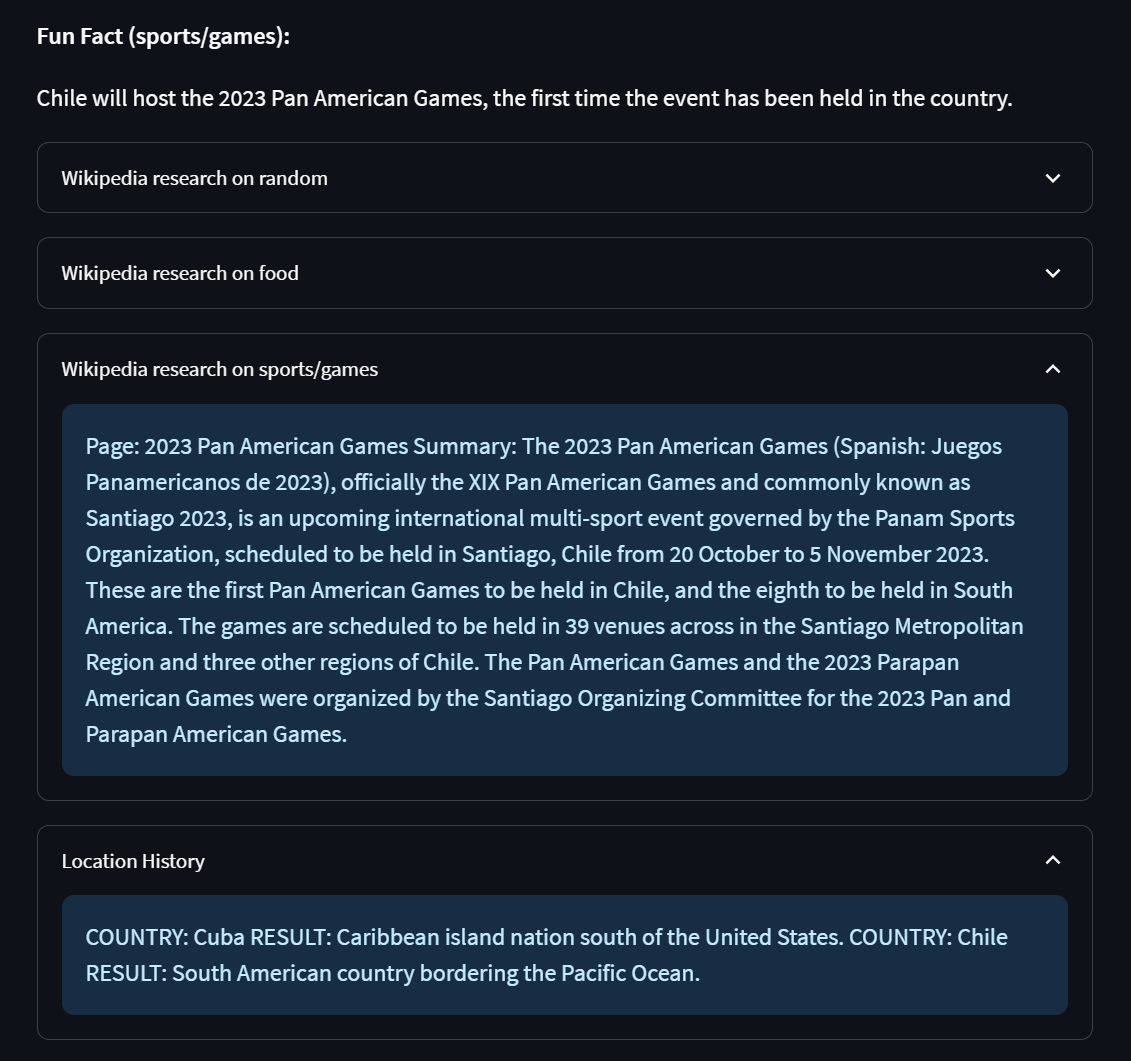 Fun Fact (sports/games):
Chile will host the 2023 Pan American Games, the first time the event has been held in the country.
Wikipedia research on random
Wikipedia research on food
Wikipedia research on sports/games
Page: 2023 Pan American Games Summary: The 2023 Pan American Games (Spanish: Juegos
Panamericanos de 2023), officially the XIX Pan American Games and commonly known as
Santiago 2023, is an upcoming international multi-sport event governed by the Panam Sports
Organization, scheduled to be held in Santiago, Chile from 20 October to 5 November 2023.
These are the first Pan American Games to be held in Chile, and the eighth to be held in South
America. The games are scheduled to be held in 39 venues across in the Santiago Metropolitan
Region and three other regions of Chile. The Pan American Games and the 2023 Parapan
American Games were organized by the Santiago Organizing Committee for the 2023 Pan and
Parapan American Games.
Location History
COUNTRY: Cuba RESULT: Caribbean island nation south of the United States. COUNTRY: Chile
RESULT: South American country bordering the Pacific Ocean.